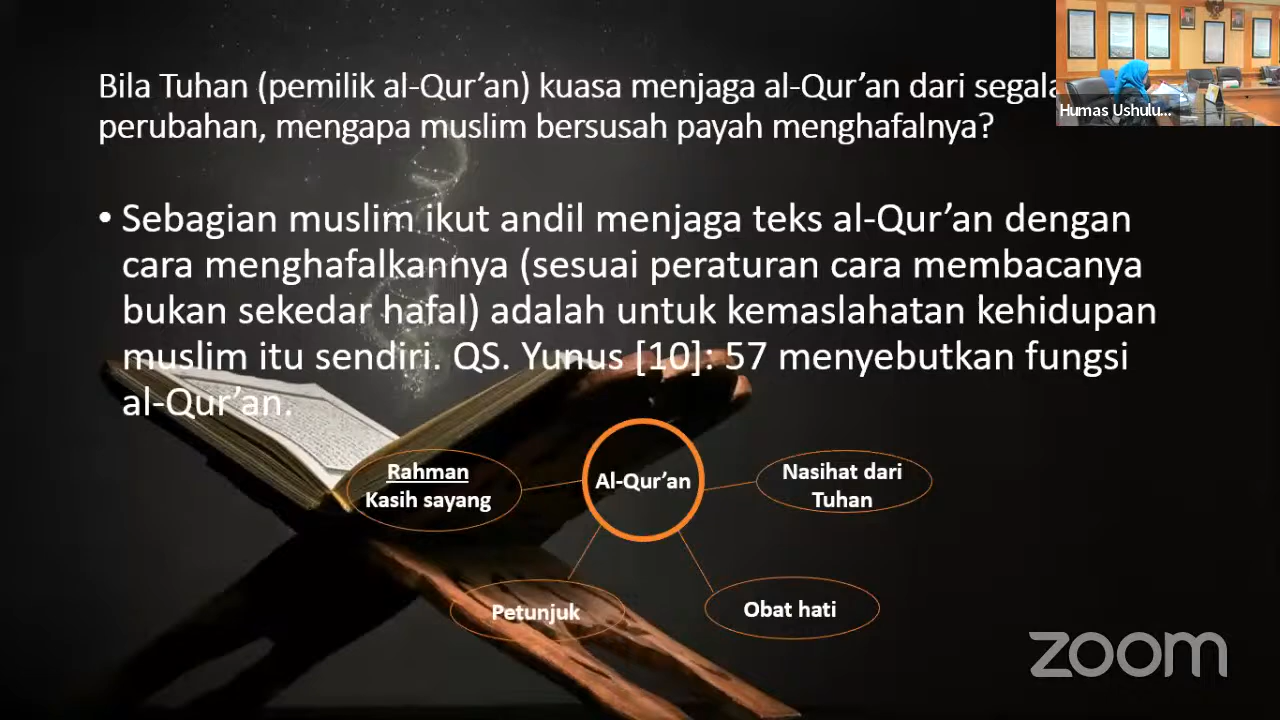 Bila Tuhan (pemilik al-Qur’an) kuasa menjaga al-Qur’an dari segala
perubahan, mengapa muslim bersusah payah menghafalnya?
Humas Ushulu...
• Sebagian muslim ikut andil menjaga teks al-Qur’an dengan
cara menghafalkannya (sesuai peraturan cara membacanya
bukan sekedar hafal) adalah untuk kemaslahatan kehidupan
muslim itu sendiri. QS. Yunus [10]: 57 menyebutkan fungsi
al-Qur’an.
Rahman
Kasih sayang
Al-Qur’an
Nasihat dari
Tuhan
Petunjuk
Obat hati
zoom